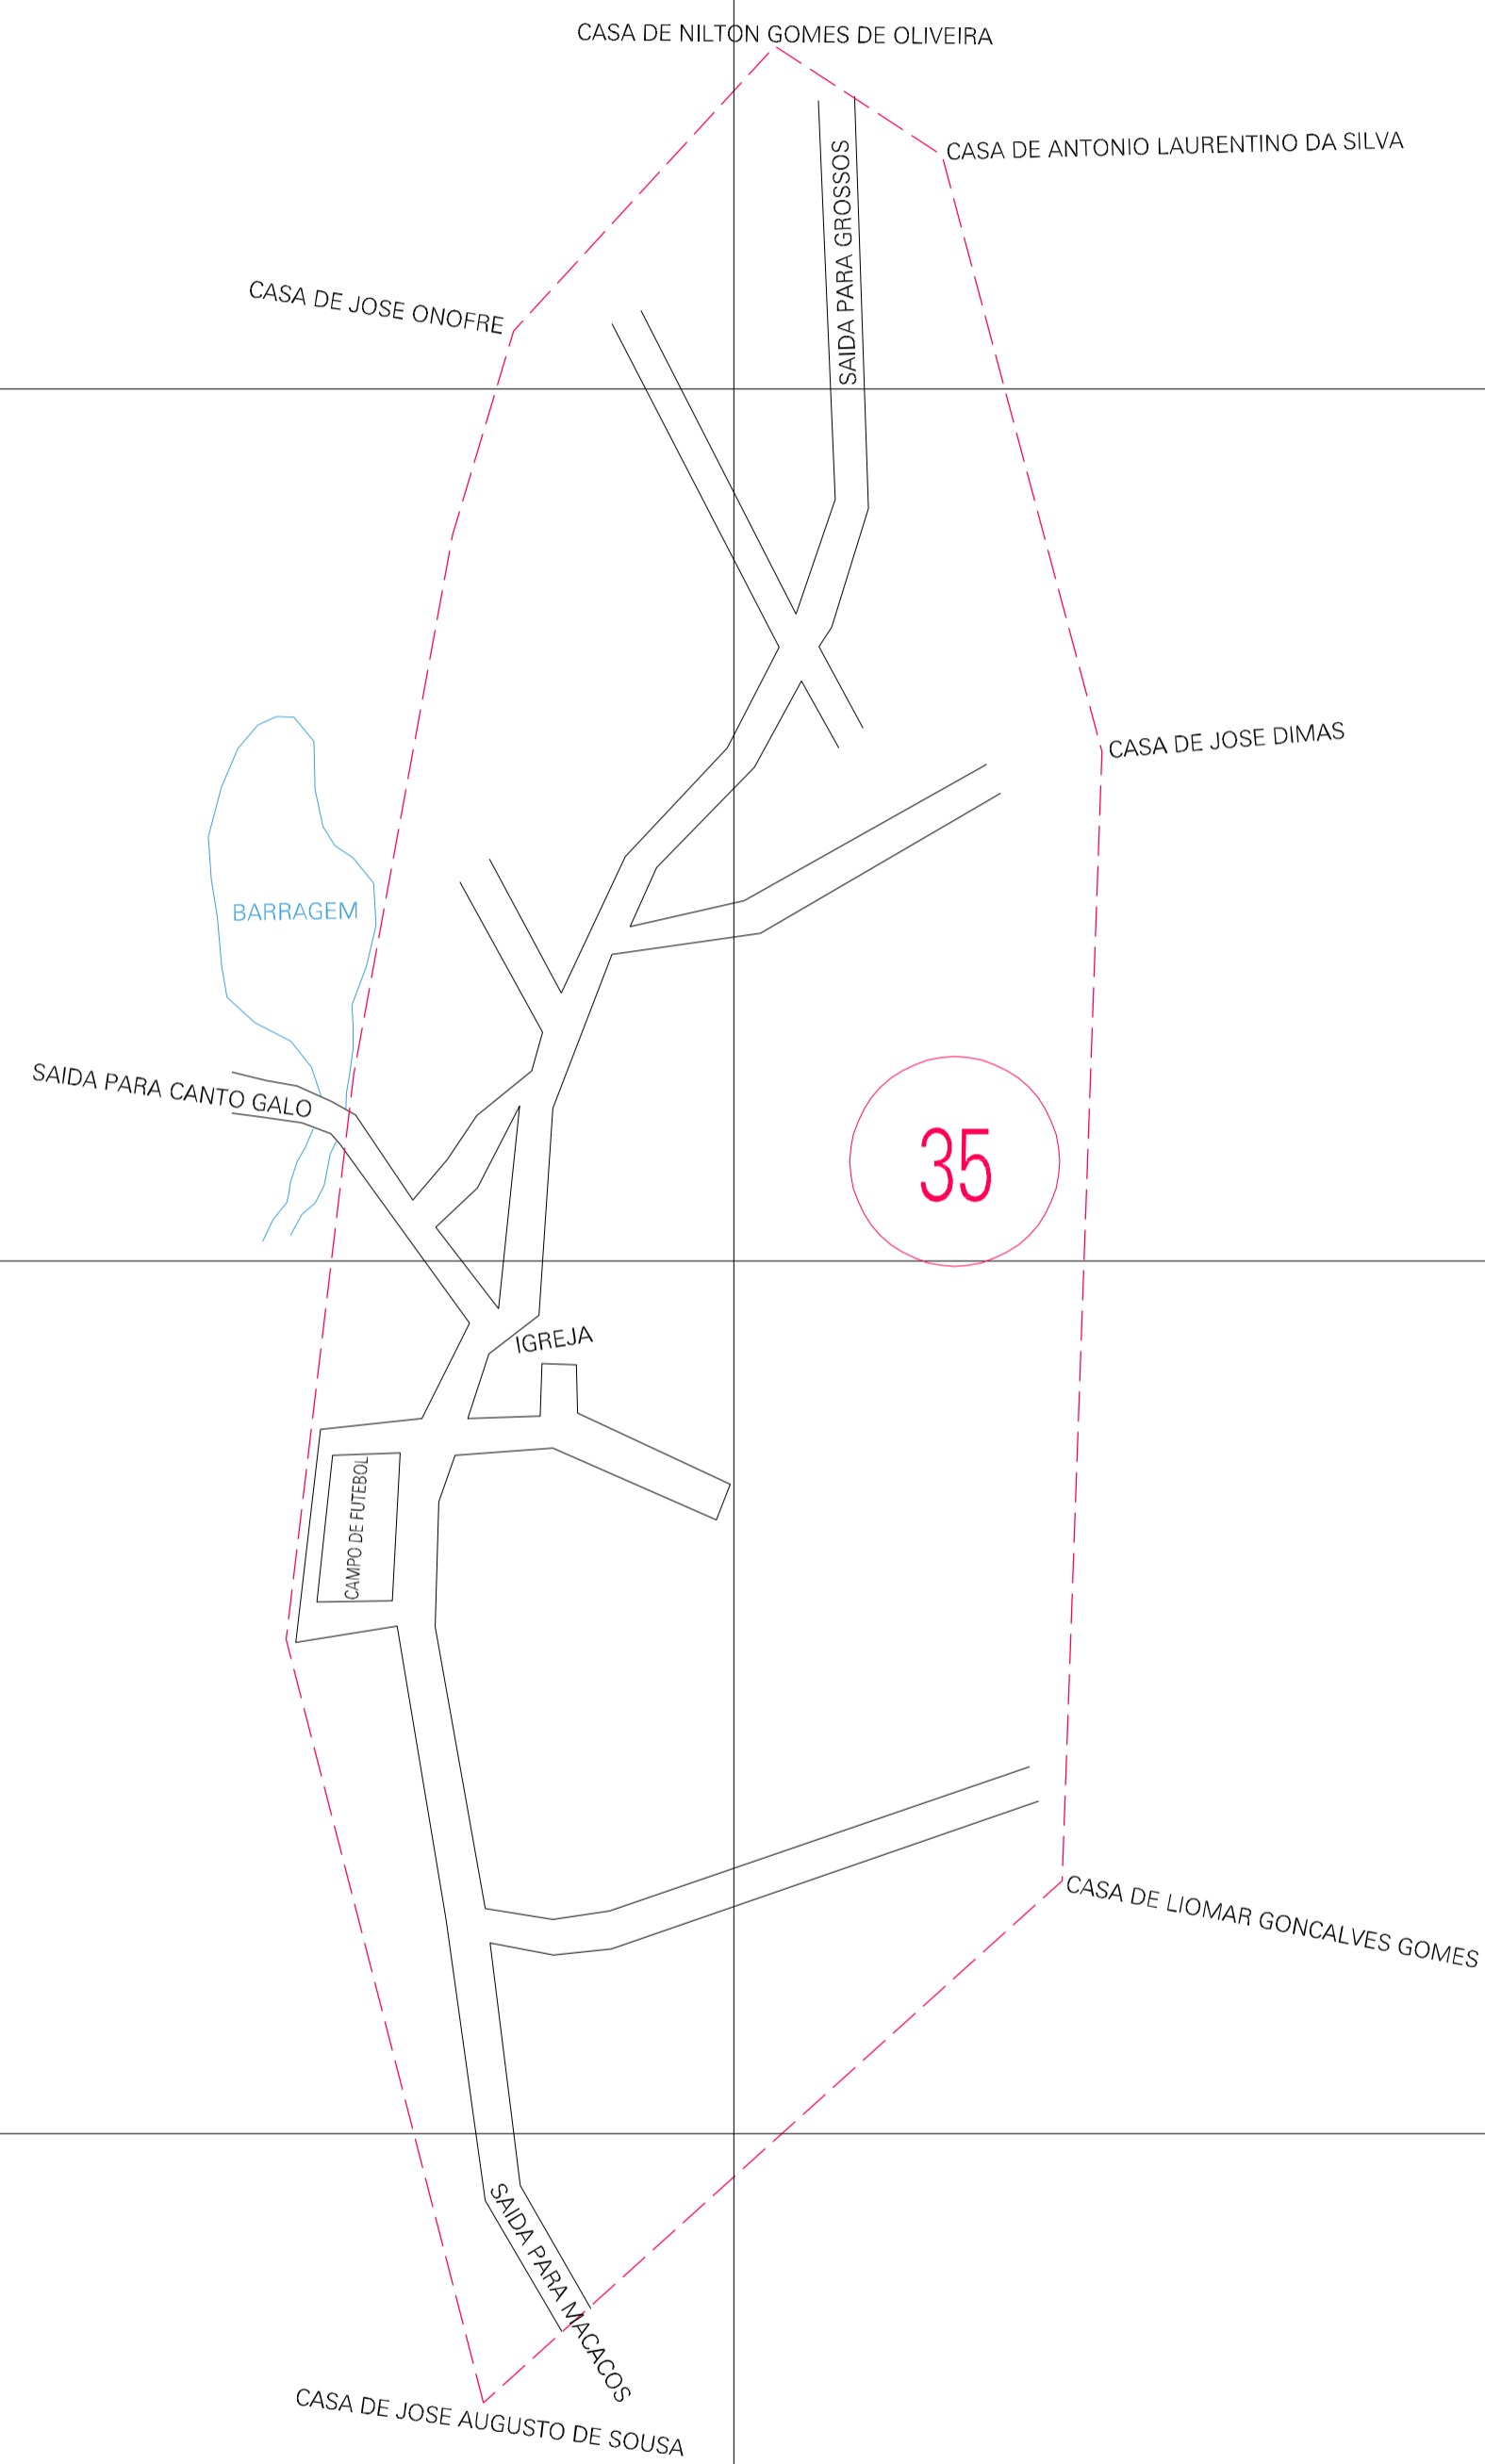 CASA DE NILTON GOMES DE OLIVEIRA
CASA DE ANTONIO LAURENTINO DA SILVA
SAIDA PARA GROSSOS
CASA DE JOSE ONOFRE
CASA DE JOSE DIMAS
BARRAGEM
SAIDA PARA CANTO GALO
35
IGREJA
CAMPO DE FUTEBOL
CASA DE LIOMAR GONCALVES GOMES
SAIDA PARA MACACOS
CASA DE JOSE AUGUSTO DE SOUSA